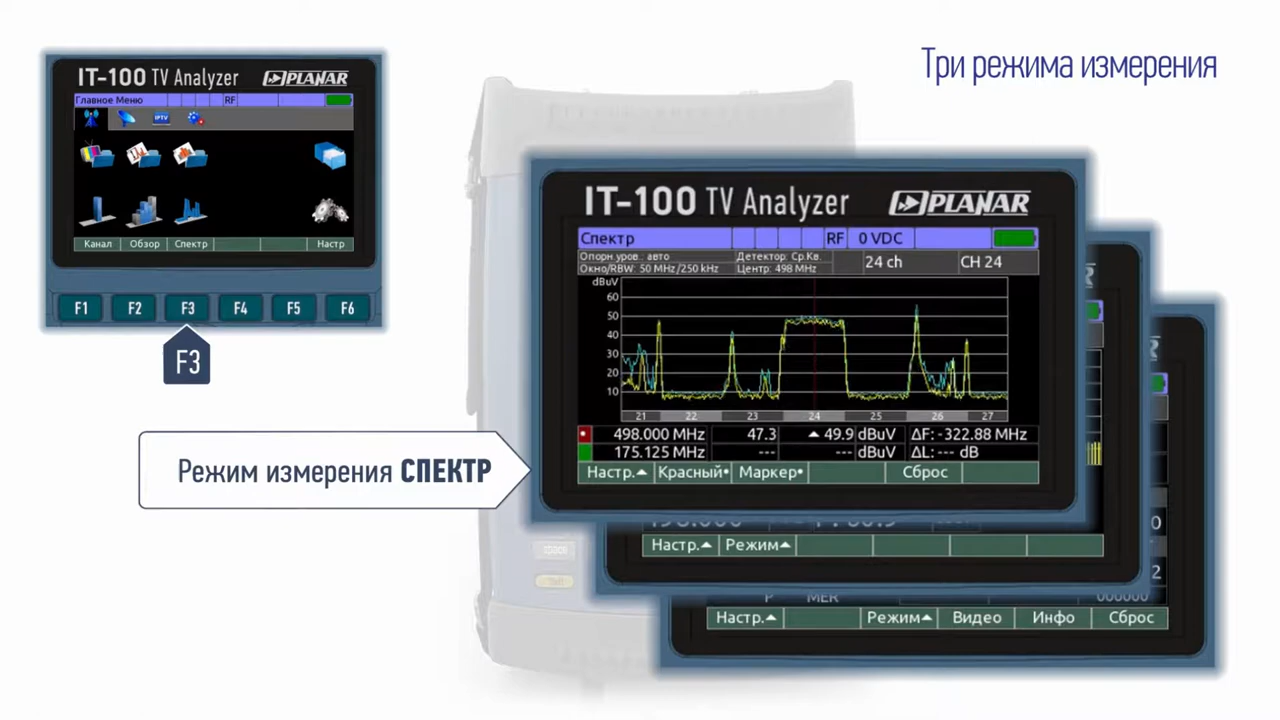 Три режима измерения
IT-100 TV Analyzer PLANAR
Главное Меню RF
IPTV
Канал Обзор Спектр Настр
F1 F2 F3 F4 F5 F6
F3
Режим измерения СПЕКТР
IT-100 TV Analyzer PLANAR
Спектр RF 0 VDC
Опорн уров.: авто Детектор: Ср.Кв. 24 ch CH 24
Окно/RBW: 50 MHz/250 kHz Центр: 498 MHz
dBuV
60
50
40
30
20
10
21 22 23 24 25 26 27
498.000 MHz 47.3 ▲ 49.9 dBuV ΔF: -322.88 MHz
175.125 MHz --- --- dBuV ΔL: --- dB
Настр.▲ Красный• Маркер• Сброс
Настр.▲ Режим▲
MER 000000
Настр.▲ Режим▲ Видео Инфо Сброс